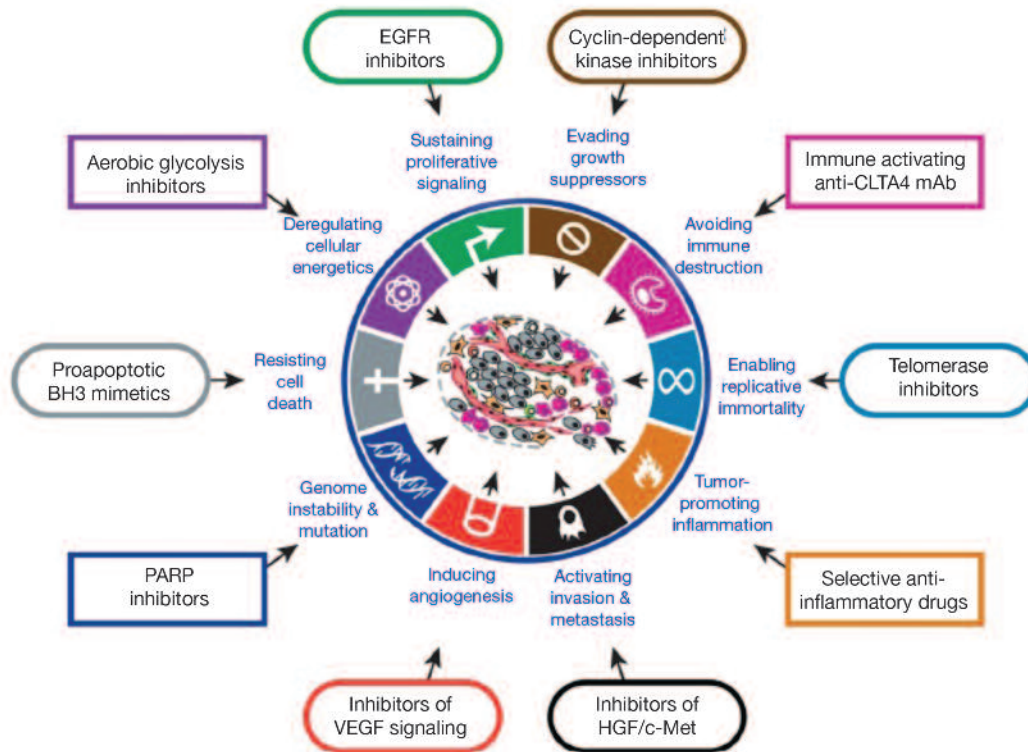 EGFR
inhibitors
Cyclin-dependent
kinase inhibitors
Sustaining
proliferative
signaling
Evading
growth
suppressors
Aerobic glycolysis
inhibitors
Immune activating
anti-CLTA4 mAb
Deregulating
cellular
energetics
Avoiding
immune
destruction
Proapoptotic
BH3 mimetics
Resisting
cell
death
Enabling
replicative
immortality
Telomerase
inhibitors
Genome
instability &
mutation
Tumor-
promoting
inflammation
PARP
inhibitors
Inducing
angiogenesis
Activating
invasion &
metastasis
Selective anti-
inflammatory drugs
Inhibitors of
VEGF signaling
Inhibitors of
HGF/c-Met